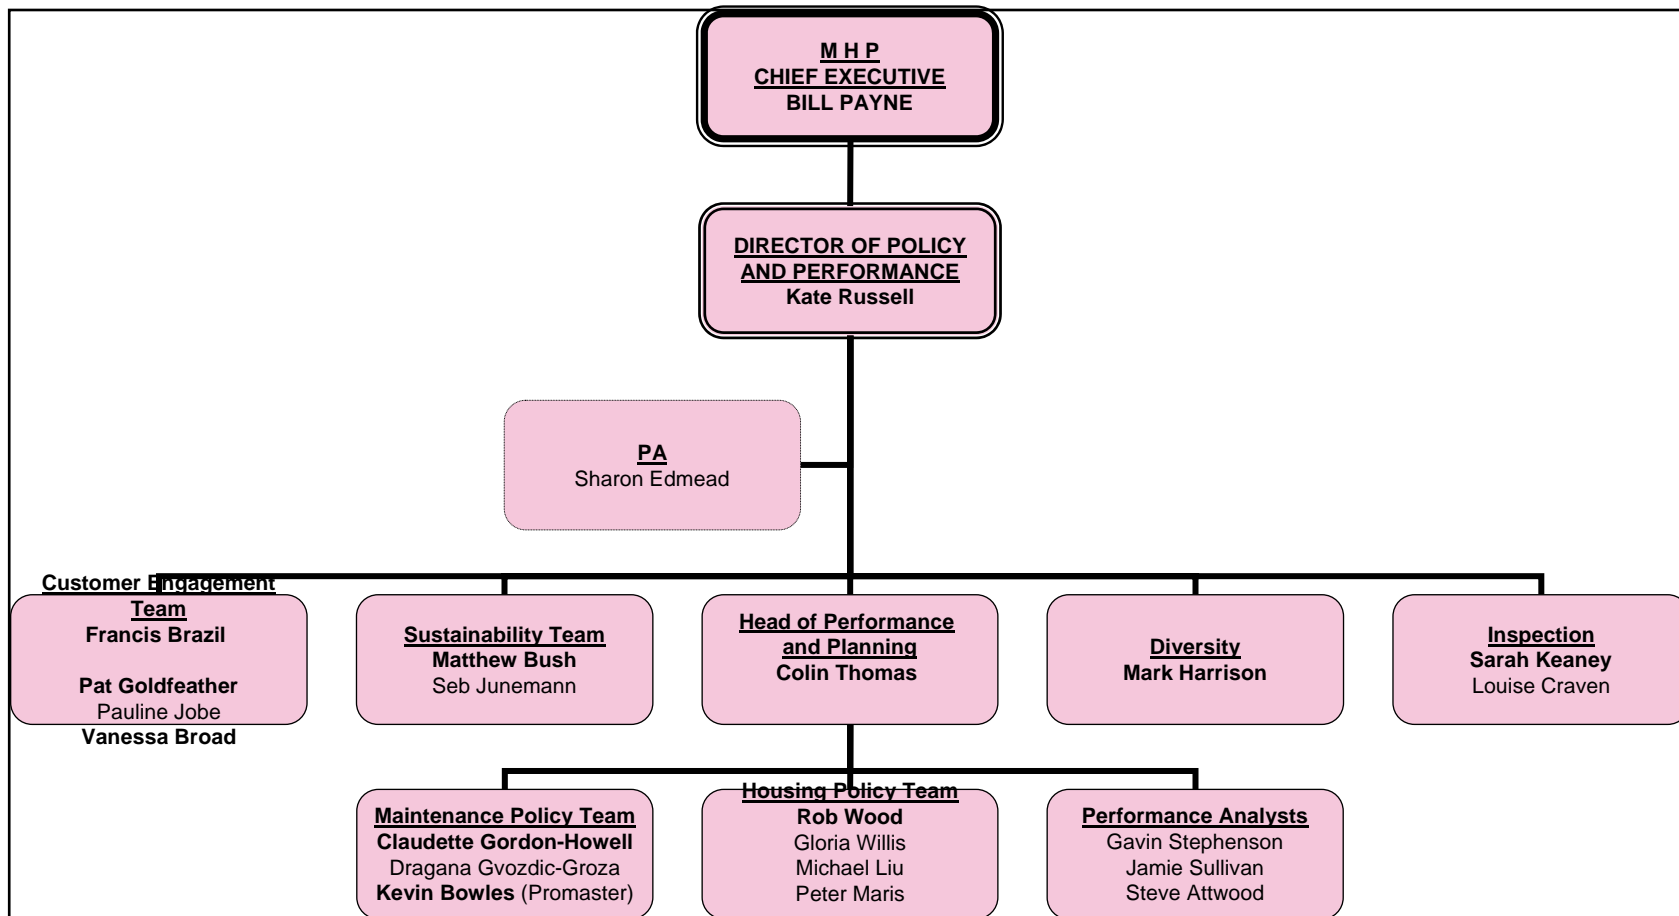 M H P
CHIEF EXECUTIVE
BILL PAYNE
DIRECTOR OF POLICY
AND PERFORMANCE
Kate Russell
PA
Sharon Edmead
Customer Engagement
Team
Francis Brazil
Pat Goldfeather
Pauline Jobe
Vanessa Broad
Sustainability Team
Matthew Bush
Seb Junemann
Head of Performance
and Planning
Colin Thomas
Diversity
Mark Harrison
Inspection
Sarah Keaney
Louise Craven
Maintenance Policy Team
Claudette Gordon-Howell
Dragana Gvozdic-Groza
Kevin Bowles (Promaster)
Housing Policy Team
Rob Wood
Gloria Willis
Michael Liu
Peter Maris
Performance Analysts
Gavin Stephenson
Jamie Sullivan
Steve Attwood